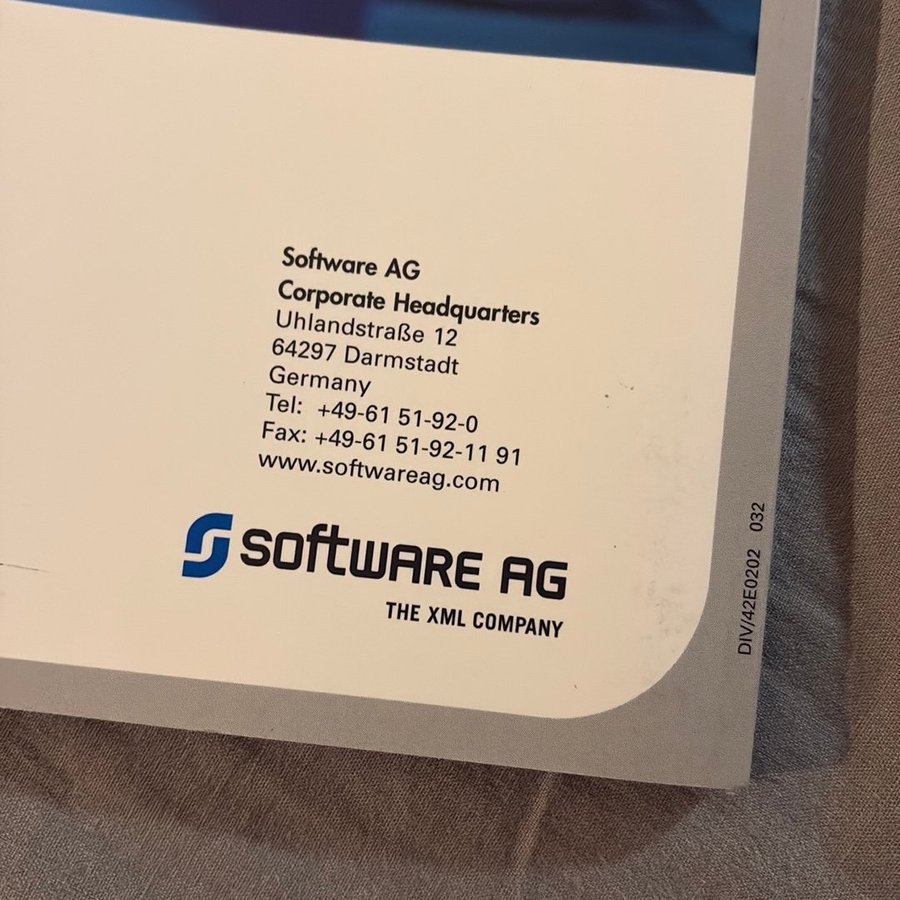 Software AG
Corporate Headquarters
Uhlandstraße 12
64297 Darmstadt
Germany
Tel: +49-61 51-92-0
Fax: +49-61 51-92-11 91
www.softwareag.com
software AG
THE XML COMPANY
DIV/42E0202 032